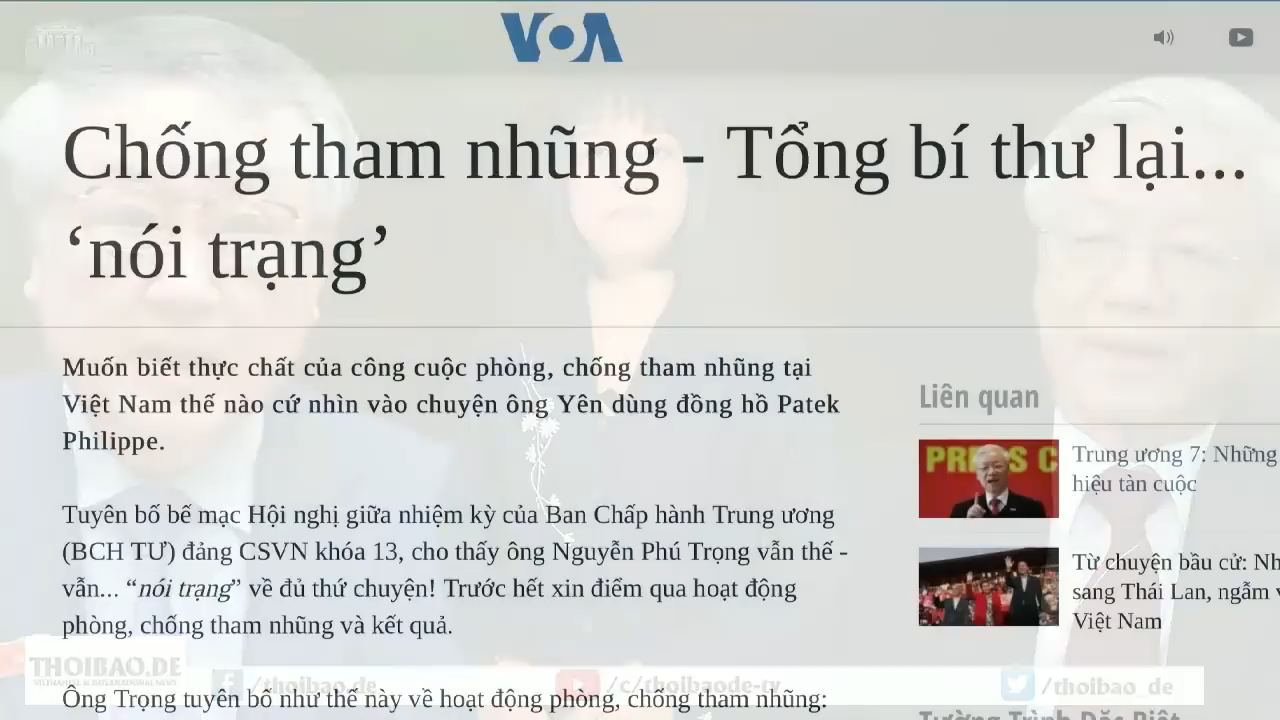 VOA
Chống tham nhũng - Tổng bí thư lại...
‘nói trạng’
Muốn biết thực chất của công cuộc phòng, chống tham nhũng tại
Việt Nam thế nào cứ nhìn vào chuyện ông Yên dùng đồng hồ Patek
Philippe.
Tuyên bố bế mạc Hội nghị giữa nhiệm kỳ của Ban Chấp hành Trung ương
(BCH TƯ) đảng CSVN khóa 13, cho thấy ông Nguyễn Phú Trọng vẫn thế -
vẫn... “nói trạng” về đủ thứ chuyện! Trước hết xin điểm qua hoạt động
phòng, chống tham nhũng và kết quả.
Ông Trọng tuyên bố như thế này về hoạt động phòng, chống tham nhũng:
Liên quan
PRESS C
Trung ương 7: Những
hiệu tàn cuộc
Từ chuyện bầu cử: Nh
sang Thái Lan, ngẫm v
Việt Nam
Tường Trình Đặc Biệt
THOIBAO.DE
/thoibao.de
/c/thoibaode-tv
/thoibao_de